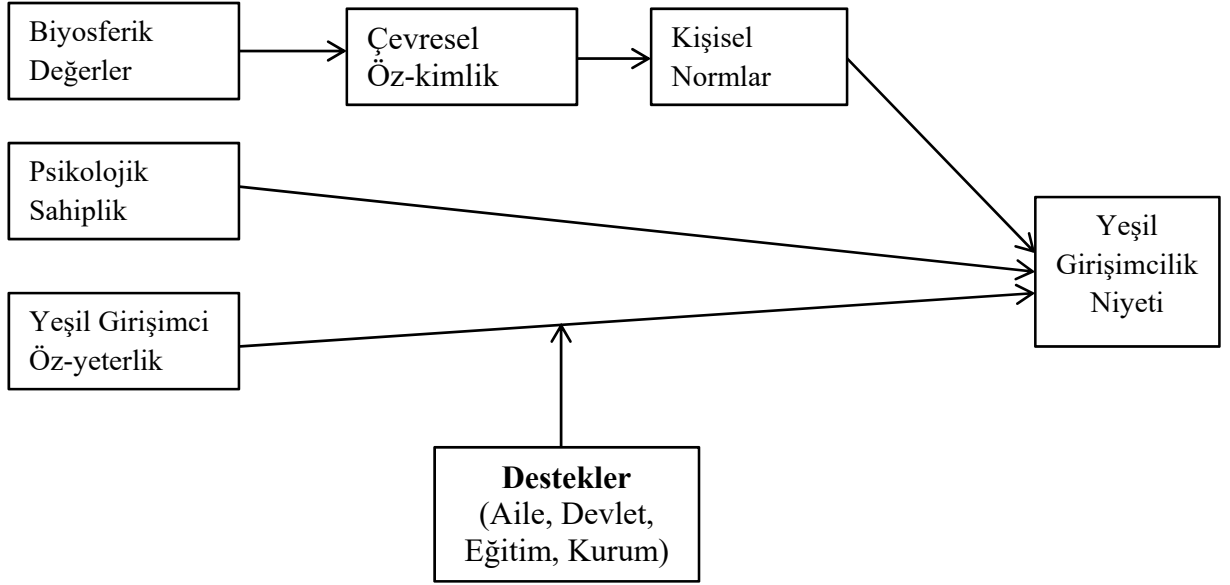 Biyosferik
Değerler
Çevresel
Öz-kimlik
Kişisel
Normlar
Psikolojik
Sahiplik
Yeşil
Girişimcilik
Niyeti
Yeşil Girişimci
Öz-yeterlik
Destekler
(Aile, Devlet,
Eğitim, Kurum)